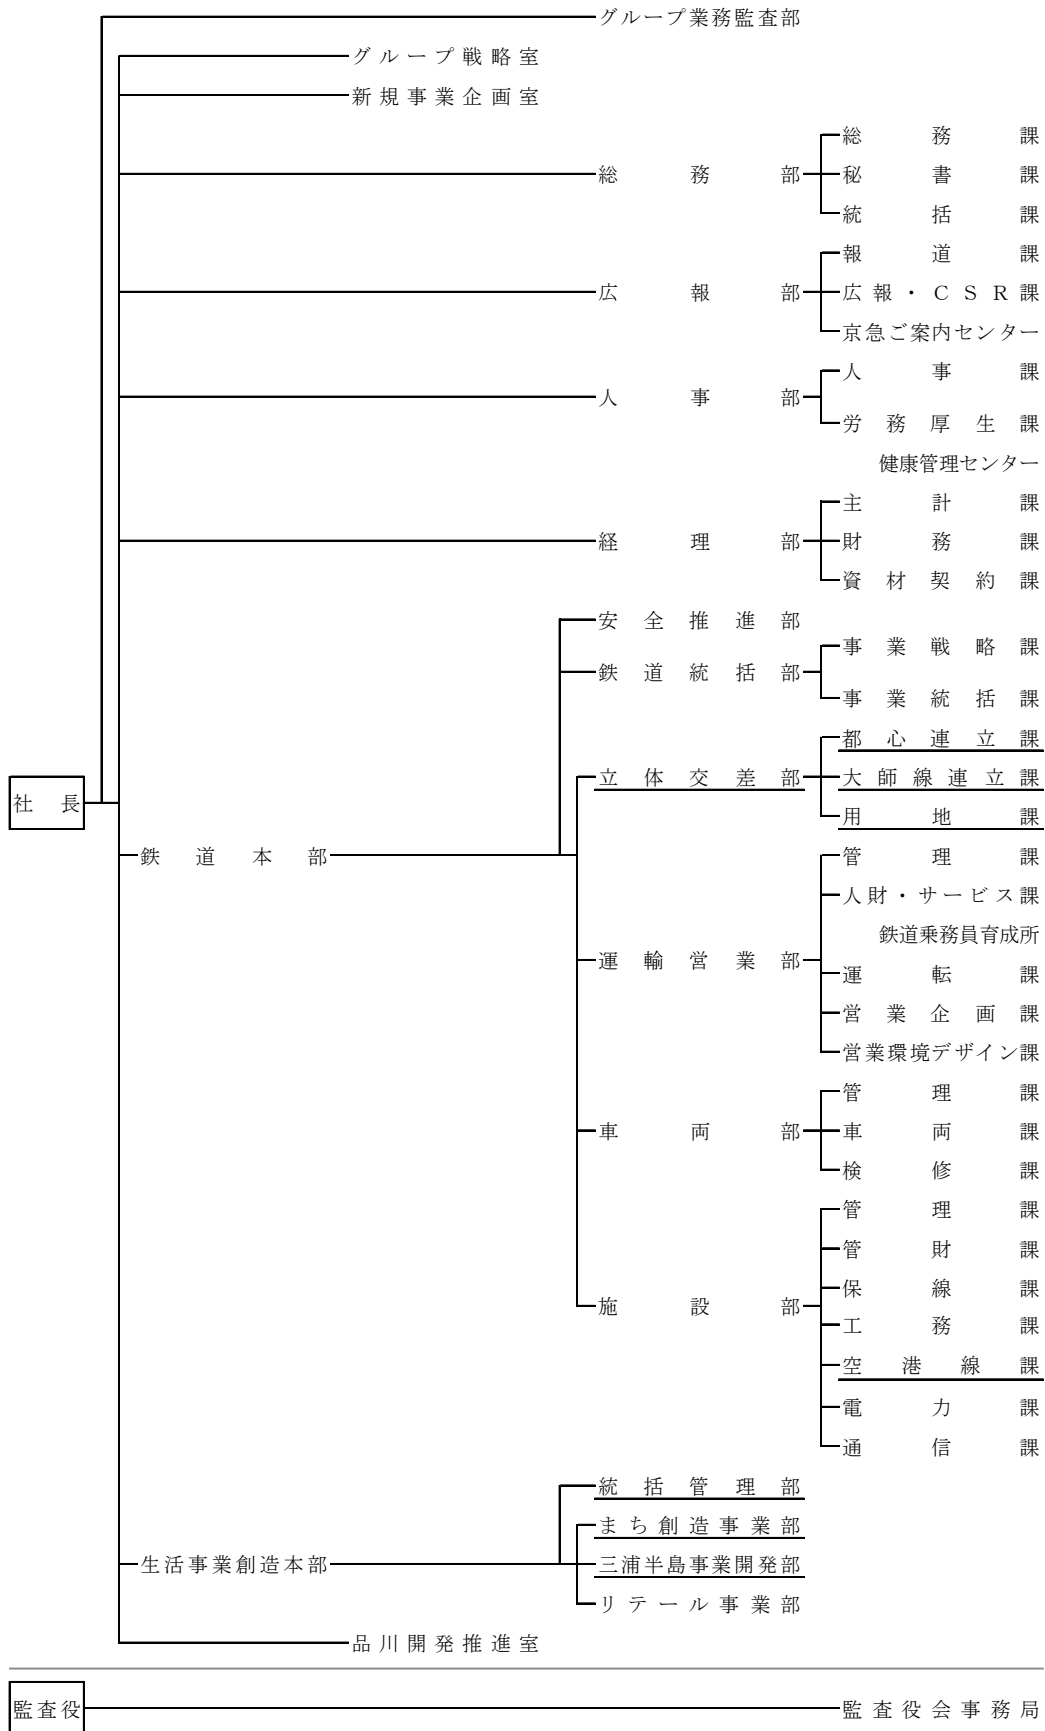 グループ業務監査部
グループ戦略室
新規事業企画室
総務課
総務部
秘書課
統括課
報道課
広報部
広報・CSR課
京急ご案内センター
人事課
人事部
労務厚生課
健康管理センター
主計課
経理部
財務課
資材契約課
安全推進部
事業戦略課
鉄道統括部
事業統括課
都心連立課
立体交差部
大師線連立課
社長
用地課
鉄道本部
管理課
人財・サービス課
鉄道乗務員育成所
運輸営業部
運転課
営業企画課
営業環境デザイン課
管理課
車両部
車両課
検修課
管理課
管財課
保線課
施設部
工務課
空港線課
電力課
通信課
統括管理部
まち創造事業部
生活事業創造本部
三浦半島事業開発部
リテール事業部
品川開発推進室
監査役
監査役会事務局